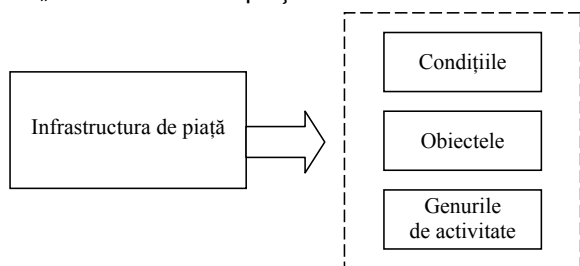 Infrastructura de piață
Condițiile
Obiectele
Genurile
de activitate